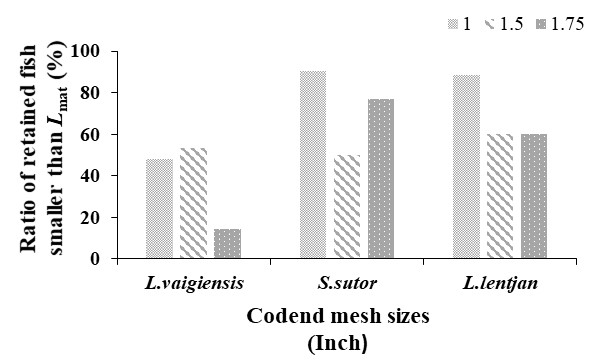 1 1.5 1.75
Ratio of retained fish
smaller than Lmat (%)
100
80
60
40
20
0
L.vaigiensis S.sutor L.lentjan
Codend mesh sizes
(Inch)